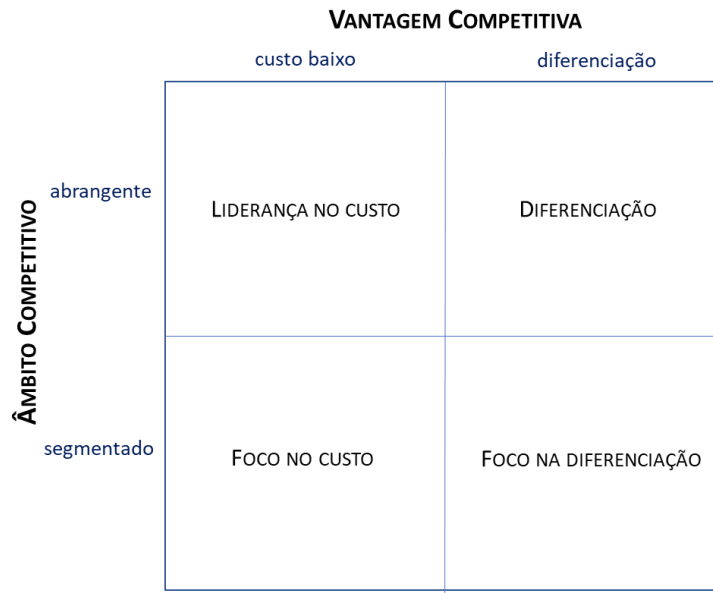 VANTAGEM COMPETITIVA
custo baixo
diferenciação
ÂMBITO COMPETITIVO
abrangente
LIDERANÇA NO CUSTO
DIFERENCIAÇÃO
segmentado
FOCO NO CUSTO
FOCO NA DIFERENCIAÇÃO